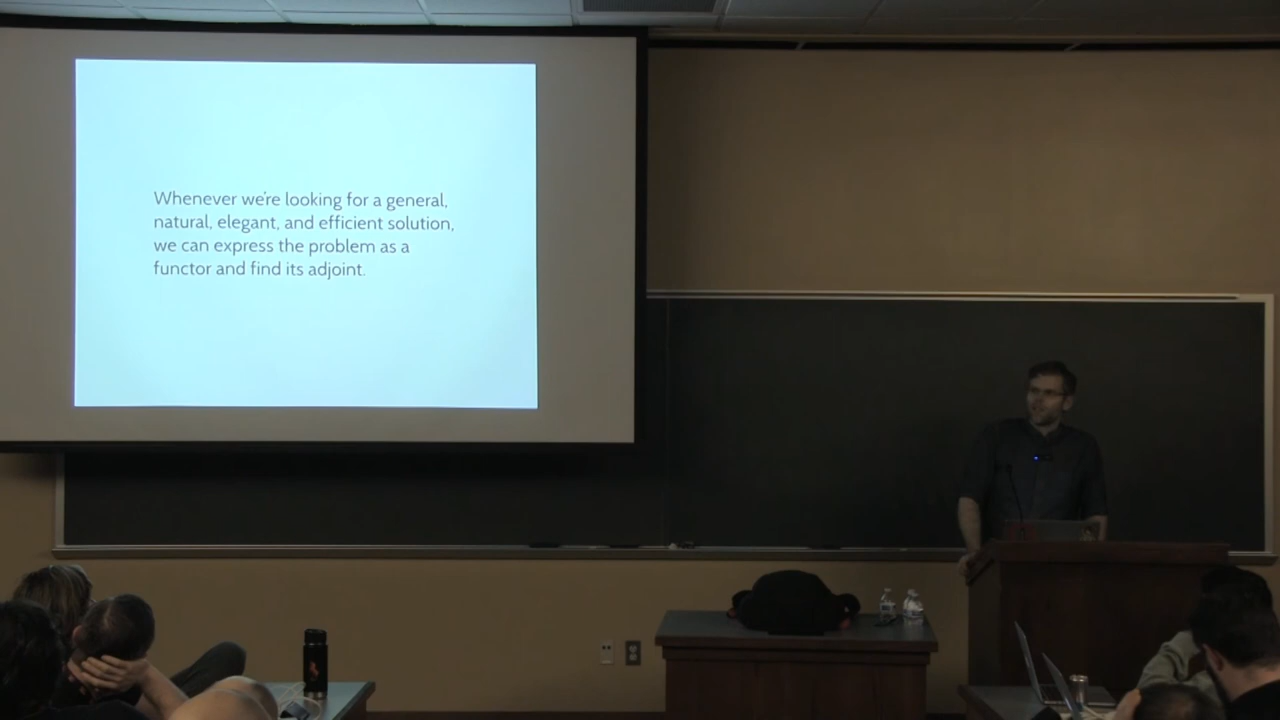 Whenever we're looking for a general,
natural, elegant, and efficient solution,
we can express the problem as a
functor and find its adjoint.